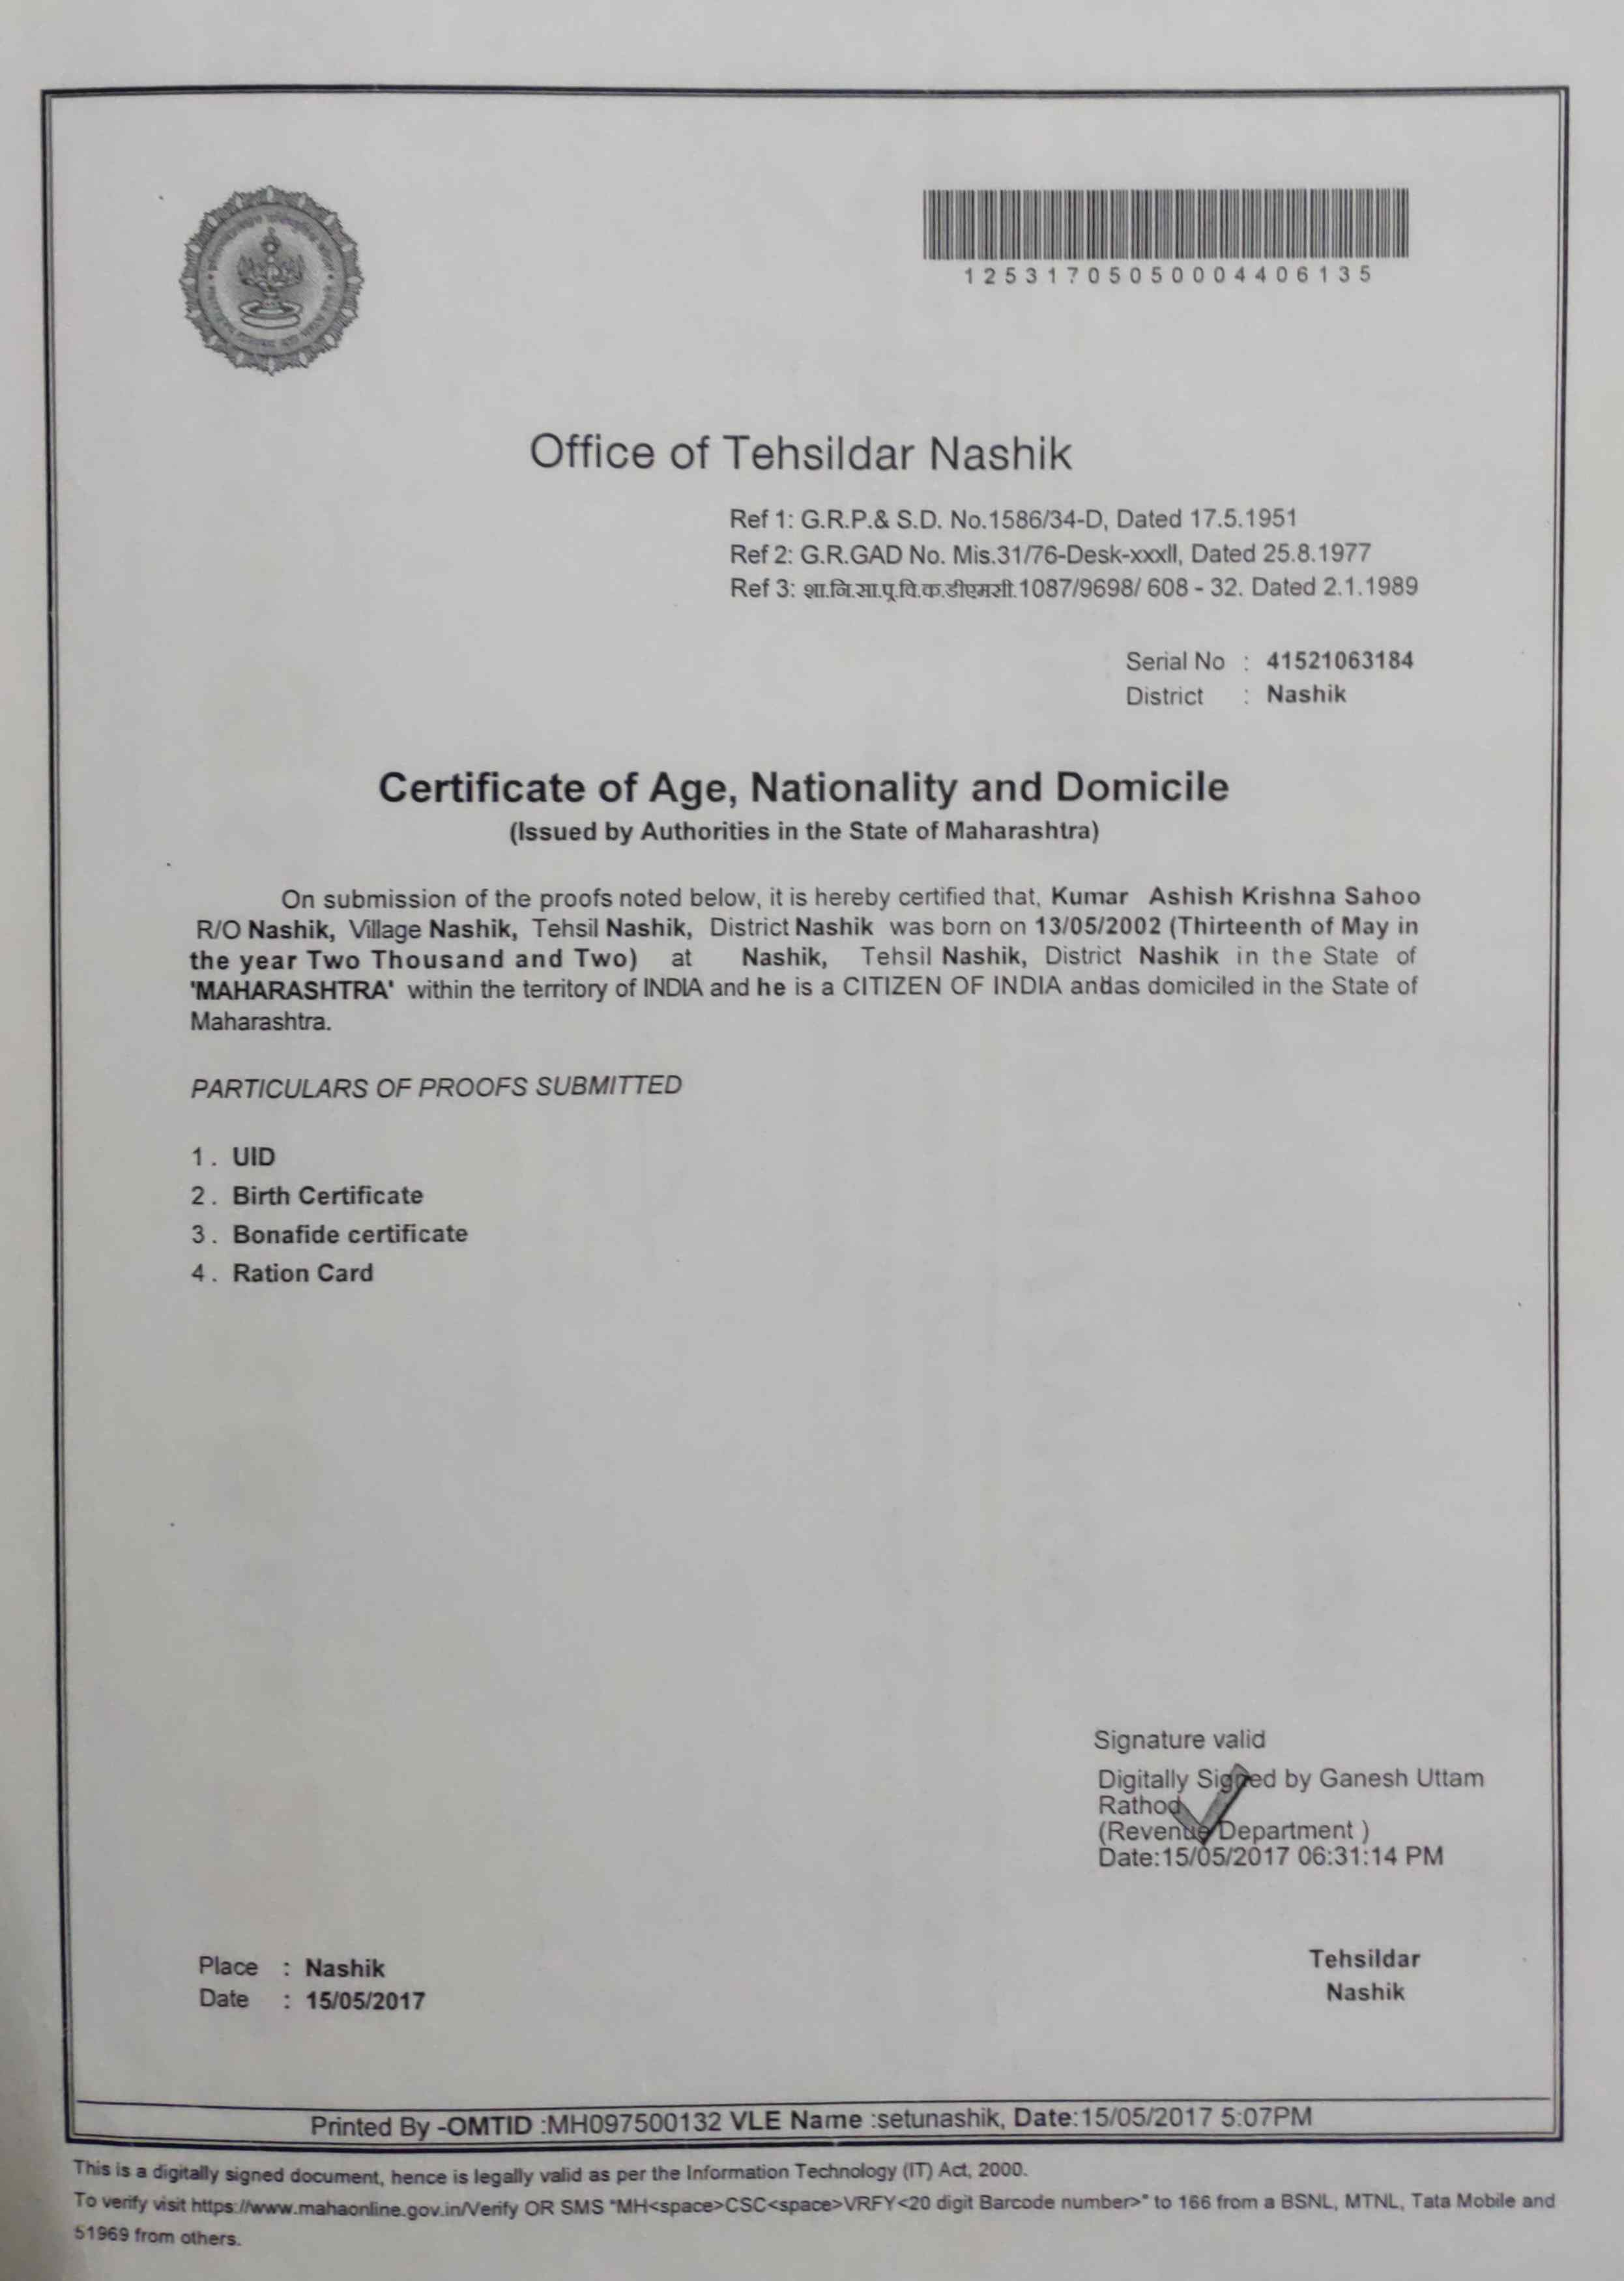 12531705050004406135
Office of Tehsildar Nashik
Ref 1: G.R.P.& S.D. No.1586/34-D, Dated 17.5.1951
Ref 2: G.R.GAD No. Mis.31/76-Desk-xxxII, Dated 25.8.1977
Ref 3: शा.नि.सा.पू.वि.क.डीएमसी.1087/9698/ 608 - 32. Dated 2.1.1989
Serial No : 41521063184
District : Nashik
Certificate of Age, Nationality and Domicile
(Issued by Authorities in the State of Maharashtra)
On submission of the proofs noted below, it is hereby certified that, Kumar Ashish Krishna Sahoo
R/O Nashik, Village Nashik, Tehsil Nashik, District Nashik was born on 13/05/2002 (Thirteenth of May in
the year Two Thousand and Two) at Nashik, Tehsil Nashik, District Nashik in the State of
'MAHARASHTRA' within the territory of INDIA and he is a CITIZEN OF INDIA andas domiciled in the State of
Maharashtra.
PARTICULARS OF PROOFS SUBMITTED
1. UID
2. Birth Certificate
3. Bonafide certificate
4. Ration Card
Signature valid
Digitally Signed by Ganesh Uttam
Rathod
(Revenue Department )
Date:15/05/2017 06:31:14 PM
Place : Nashik
Date : 15/05/2017
Tehsildar
Nashik
Printed By -OMTID :MH097500132 VLE Name :setunashik, Date:15/05/2017 5:07PM
This is a digitally signed document, hence is legally valid as per the Information Technology (IT) Act, 2000.
To verify visit https://www.mahaonline.gov.in/Verify OR SMS "MH<space>CSC<space>VRFY<20 digit Barcode number>" to 166 from a BSNL, MTNL, Tata Mobile and
51969 from others.